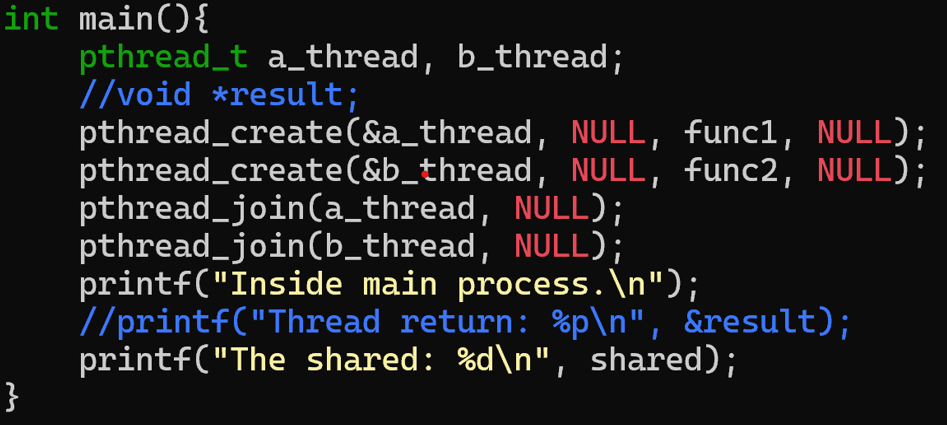 int main(){
    pthread_t a_thread, b_thread;
    //void *result;
    pthread_create(&a_thread, NULL, func1, NULL);
    pthread_create(&b_thread, NULL, func2, NULL);
    pthread_join(a_thread, NULL);
    pthread_join(b_thread, NULL);
    printf("Inside main process.\n");
    //printf("Thread return: %p\n", &result);
    printf("The shared: %d\n", shared);
}